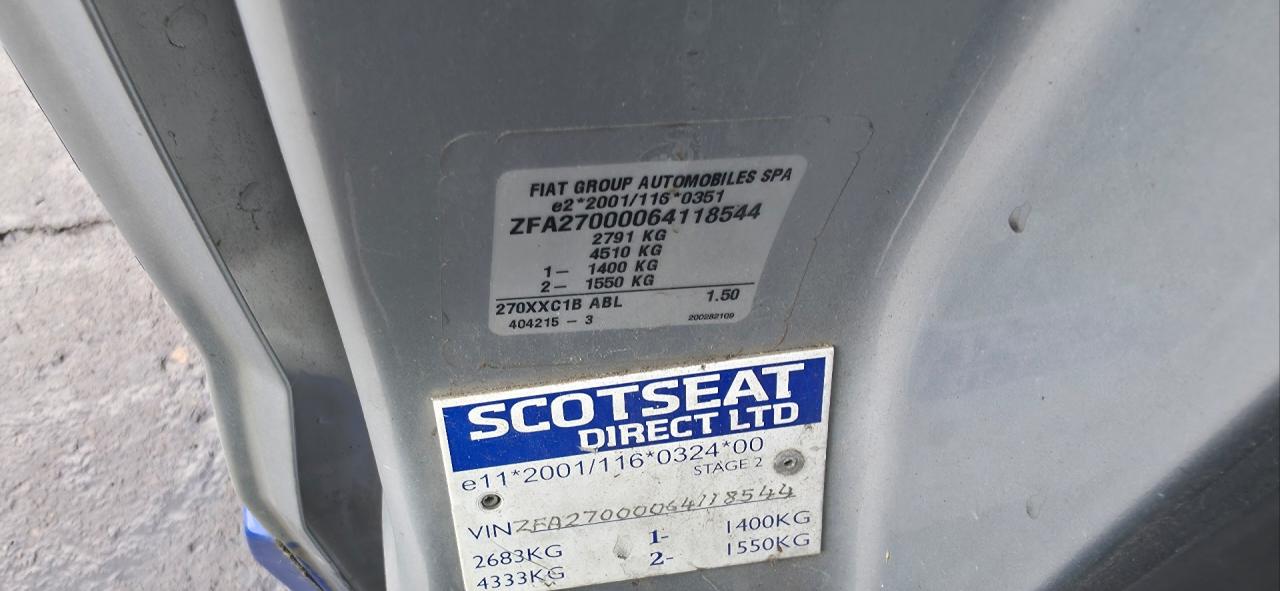 FIAT GROUP AUTOMOBILES SPA
e2*2001/116*0351
ZFA27000064118544
2791 KG
4510 KG
1- 1400 KG
2- 1550 KG
270XXC1B ABL 1.50
404215 - 3 200282109
SCOTSEAT
DIRECT LTD
e11*2001/116*0324*00
STAGE 2
VIN ZFA27000064118544
2683KG 1- 1400KG
4333KG 2- 1550KG